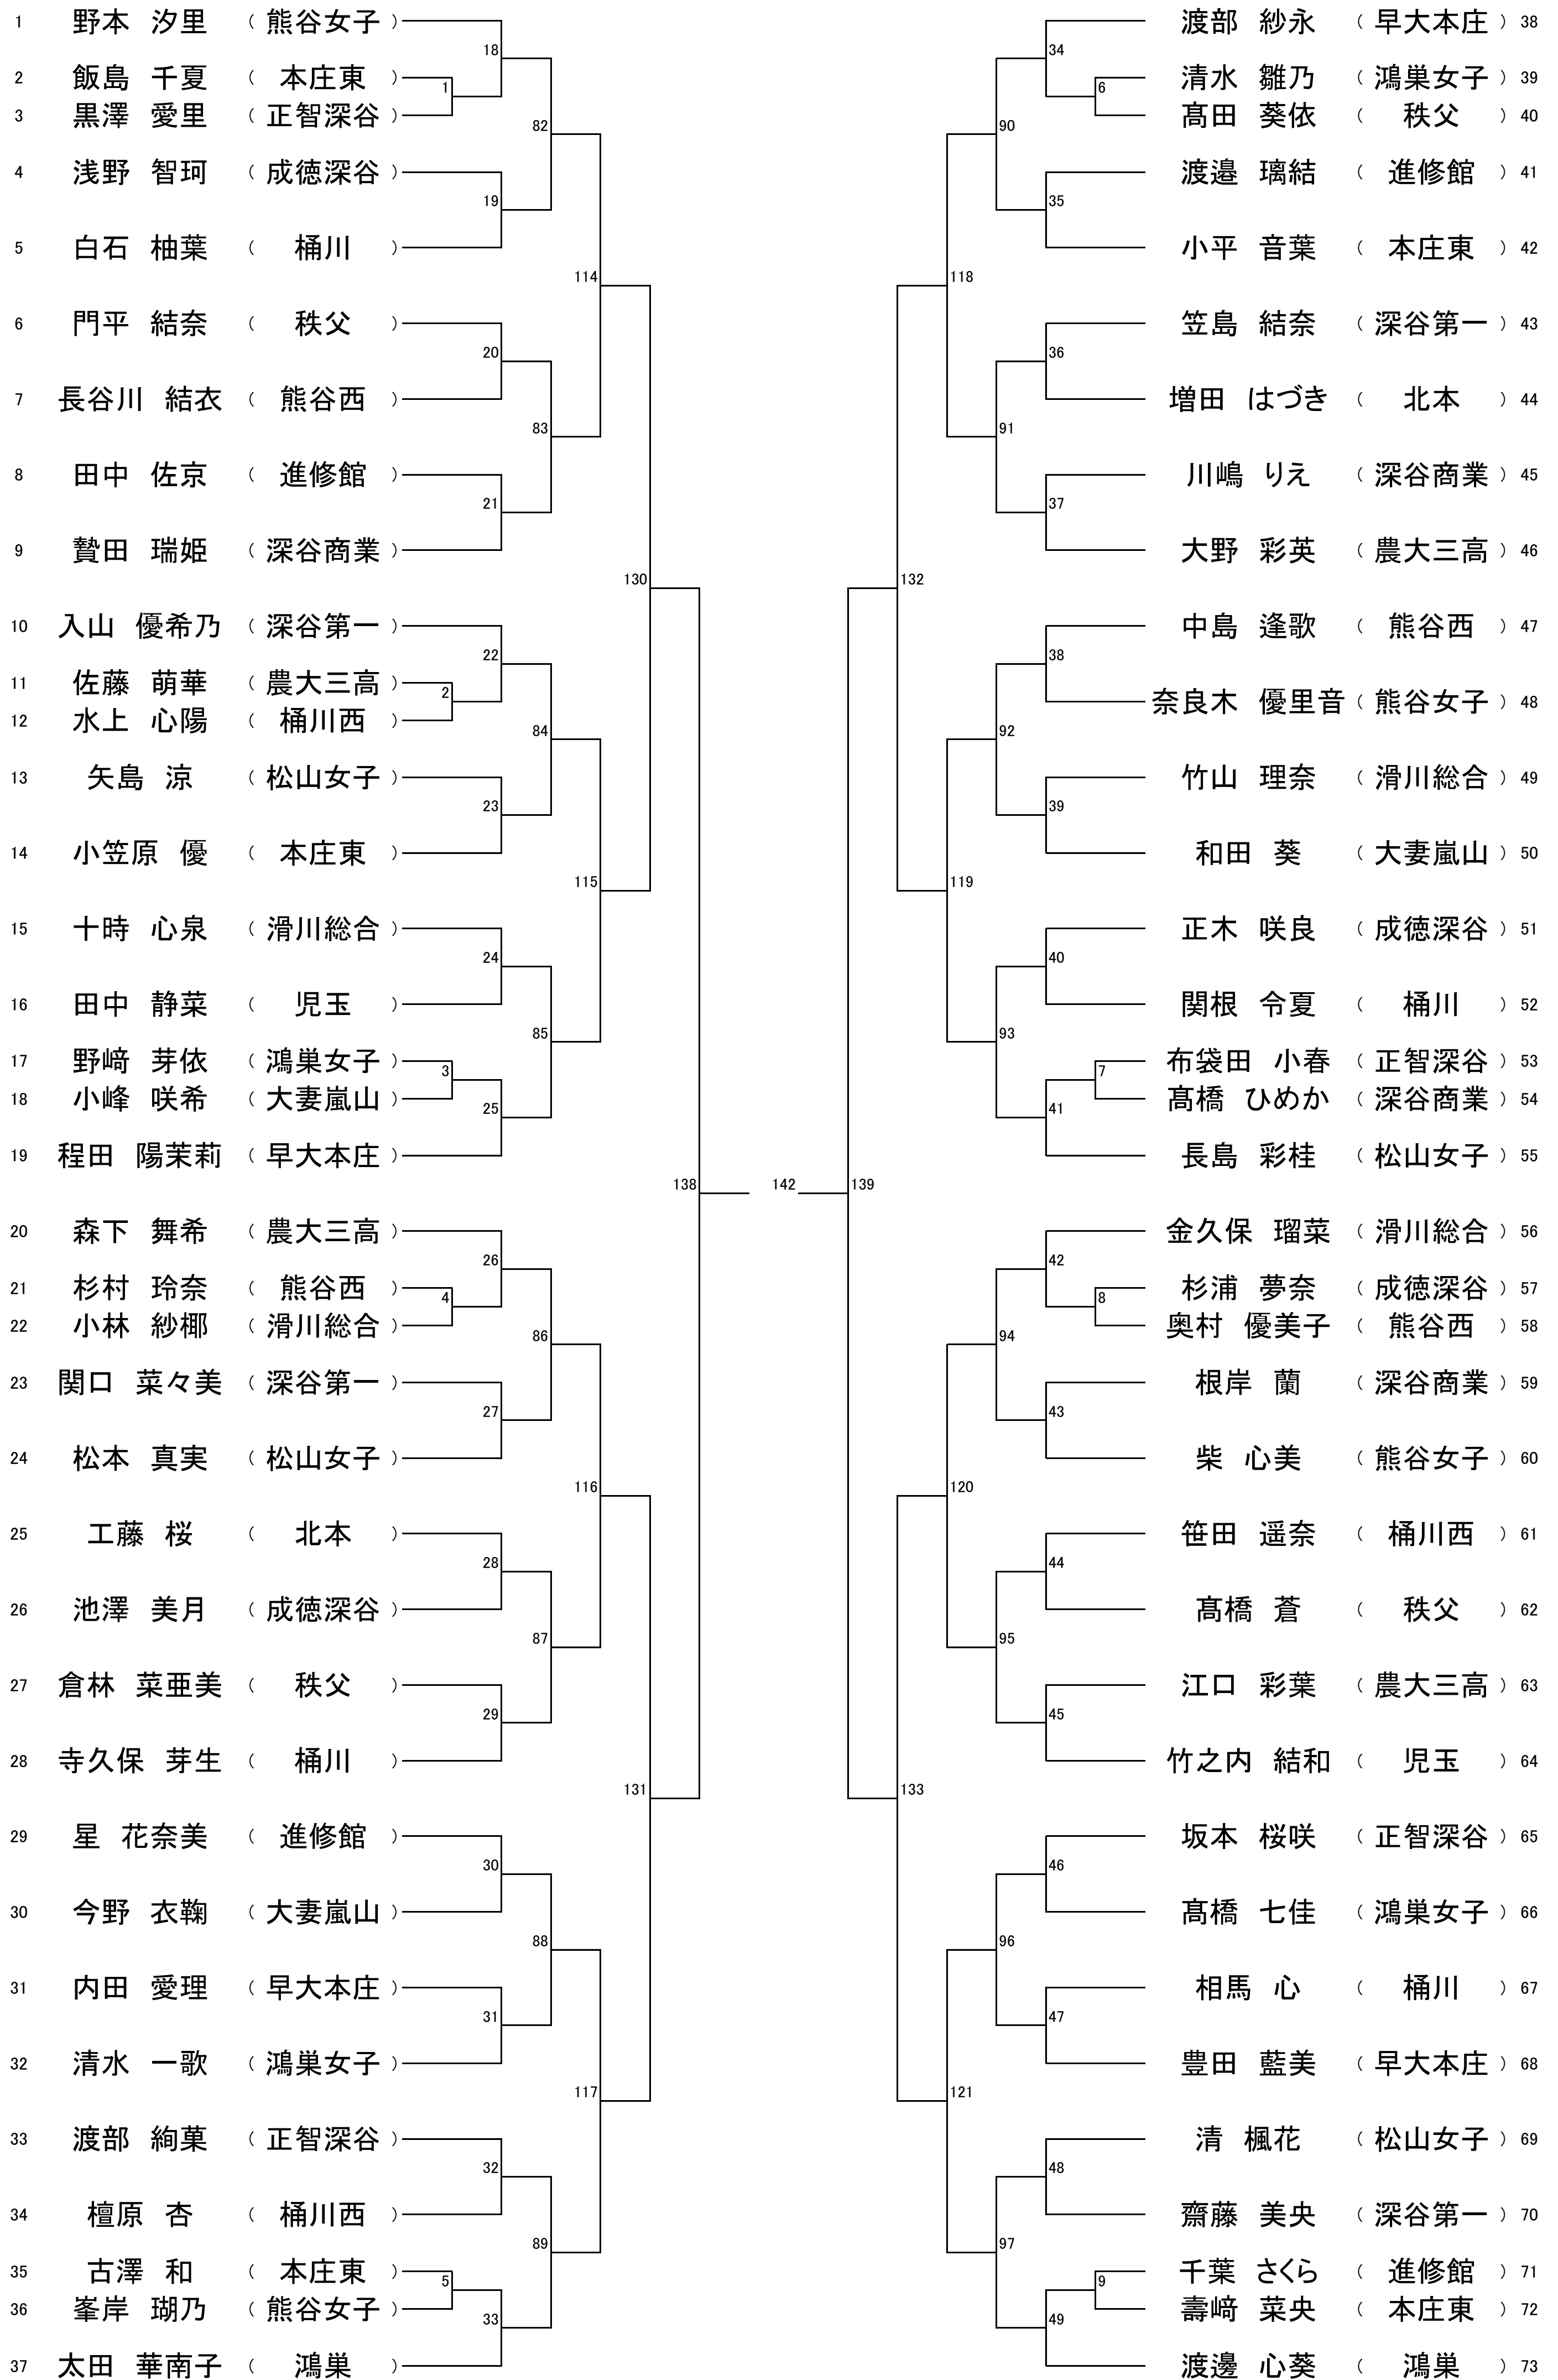 1 野本 汐里 （ 熊谷女子 ）
18
2 飯島 千夏 （ 本庄東 ）
1
3 黒澤 愛里 （ 正智深谷 ）
82
4 浅野 智珂 （ 成徳深谷 ）
19
5 白石 柚葉 （ 桶川 ）
114
6 門平 結奈 （ 秩父 ）
20
7 長谷川 結衣 （ 熊谷西 ）
83
8 田中 佐京 （ 進修館 ）
21
9 贄田 瑞姫 （ 深谷商業 ）
130
10 入山 優希乃 （ 深谷第一 ）
22
11 佐藤 萌華 （ 農大三高 ）
2
12 水上 心陽 （ 桶川西 ）
84
13 矢島 涼 （ 松山女子 ）
23
14 小笠原 優 （ 本庄東 ）
115
15 十時 心泉 （ 滑川総合 ）
24
16 田中 静菜 （ 児玉 ）
85
17 野﨑 芽依 （ 鴻巣女子 ）
3
18 小峰 咲希 （ 大妻嵐山 ）
25
19 程田 陽茉莉 （ 早大本庄 ）
138
20 森下 舞希 （ 農大三高 ）
26
21 杉村 玲奈 （ 熊谷西 ）
4
22 小林 紗椰 （ 滑川総合 ）
86
23 関口 菜々美 （ 深谷第一 ）
27
24 松本 真実 （ 松山女子 ）
116
25 工藤 桜 （ 北本 ）
28
26 池澤 美月 （ 成徳深谷 ）
87
27 倉林 菜亜美 （ 秩父 ）
29
28 寺久保 芽生 （ 桶川 ）
131
29 星 花奈美 （ 進修館 ）
30
30 今野 衣鞠 （ 大妻嵐山 ）
88
31 内田 愛理 （ 早大本庄 ）
31
32 清水 一歌 （ 鴻巣女子 ）
117
33 渡部 絢菓 （ 正智深谷 ）
32
34 檀原 杏 （ 桶川西 ）
89
35 古澤 和 （ 本庄東 ）
5
36 峯岸 瑚乃 （ 熊谷女子 ）
33
37 太田 華南子 （ 鴻巣 ）
142
渡部 紗永 （ 早大本庄 ） 38
34
清水 雛乃 （ 鴻巣女子 ） 39
6
髙田 葵依 （ 秩父 ） 40
90
渡邉 璃結 （ 進修館 ） 41
35
小平 音葉 （ 本庄東 ） 42
118
笠島 結奈 （ 深谷第一 ） 43
36
増田 はづき （ 北本 ） 44
91
川嶋 りえ （ 深谷商業 ） 45
37
大野 彩英 （ 農大三高 ） 46
132
中島 逢歌 （ 熊谷西 ） 47
38
奈良木 優里音 （ 熊谷女子 ） 48
92
竹山 理奈 （ 滑川総合 ） 49
39
和田 葵 （ 大妻嵐山 ） 50
119
正木 咲良 （ 成徳深谷 ） 51
40
関根 令夏 （ 桶川 ） 52
93
布袋田 小春 （ 正智深谷 ） 53
7
髙橋 ひめか （ 深谷商業 ） 54
41
長島 彩桂 （ 松山女子 ） 55
139
金久保 瑠菜 （ 滑川総合 ） 56
42
杉浦 夢奈 （ 成徳深谷 ） 57
8
奥村 優美子 （ 熊谷西 ） 58
94
根岸 蘭 （ 深谷商業 ） 59
43
柴 心美 （ 熊谷女子 ） 60
120
笹田 遥奈 （ 桶川西 ） 61
44
髙橋 蒼 （ 秩父 ） 62
95
江口 彩葉 （ 農大三高 ） 63
45
竹之内 結和 （ 児玉 ） 64
133
坂本 桜咲 （ 正智深谷 ） 65
46
髙橋 七佳 （ 鴻巣女子 ） 66
96
相馬 心 （ 桶川 ） 67
47
豊田 藍美 （ 早大本庄 ） 68
121
清 楓花 （ 松山女子 ） 69
48
齋藤 美央 （ 深谷第一 ） 70
97
千葉 さくら （ 進修館 ） 71
9
壽﨑 菜央 （ 本庄東 ） 72
49
渡邊 心葵 （ 鴻巣 ） 73